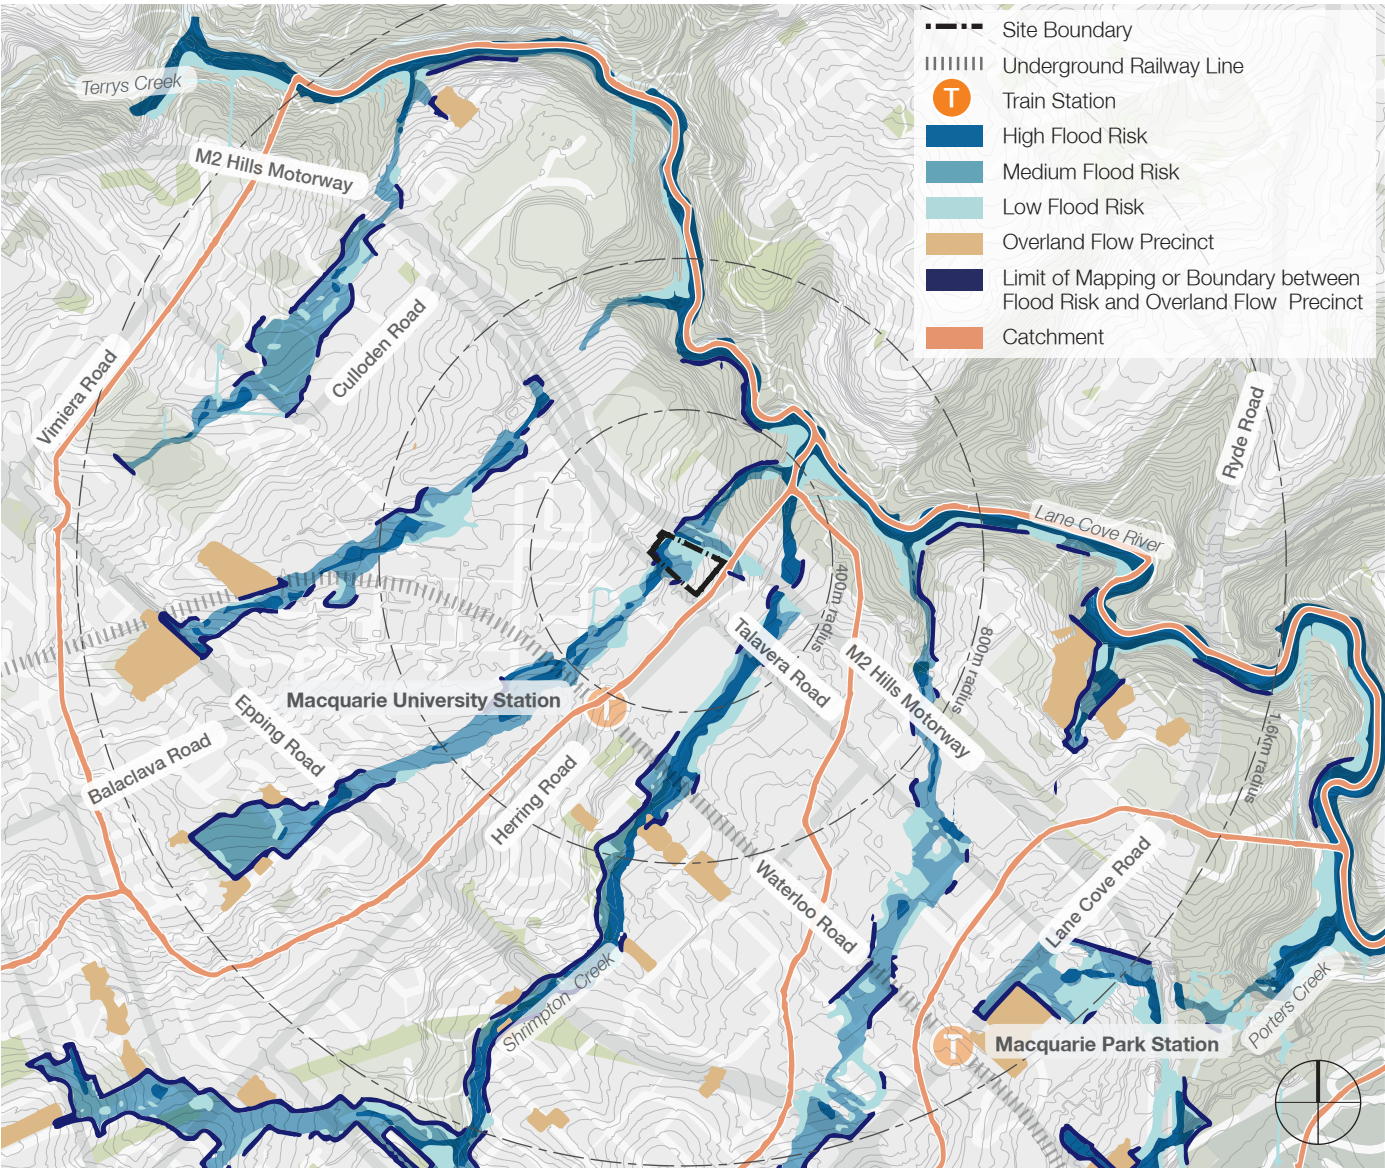 Site Boundary
Underground Railway Line
T
Train Station
High Flood Risk
Medium Flood Risk
Low Flood Risk
Overland Flow Precinct
Limit of Mapping or Boundary between
Flood Risk and Overland Flow Precinct
Catchment
Terrys Creek
M2 Hills Motorway
Vimiera Road
Culloden Road
Ryde Road
Lane Cove River
400m radius
800m radius
1.6km radius
Talavera Road
M2 Hills Motorway
Macquarie University Station
T
Epping Road
Balaclava Road
Herring Road
Waterloo Road
Lane Cove Road
Shrimpton Creek
Porters Creek
T
Macquarie Park Station